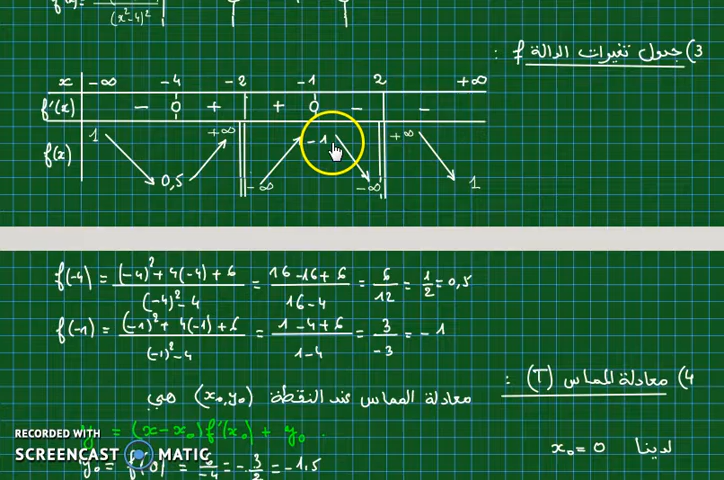 (x²-4)²
3) جدول تغيرات الدالة f :
x -∞ -4 -2 -1 2 +∞
f'(x) - 0 + + 0 - -
f(x) 1 0,5 +∞ -∞ -1 -∞ +∞ 1
f(-4) = (-4)²+4(-4)+6 / (-4)²-4 = 16-16+6 / 16-4 = 6/12 = 1/2 = 0,5
f(-1) = (-1)²+4(-1)+6 / (-1)²-4 = 1-4+6 / 1-4 = 3/-3 = -1
4) معادلة المماس (T) :
معادلة المماس عند النقطة (x₀,y₀) هي
y = (x-x₀)f'(x₀) + y₀
لدينا x₀ = 0
y₀ = f(0) = 6/-4 = -3/2 = -1,5
RECORDED WITH
SCREENCAST MATIC